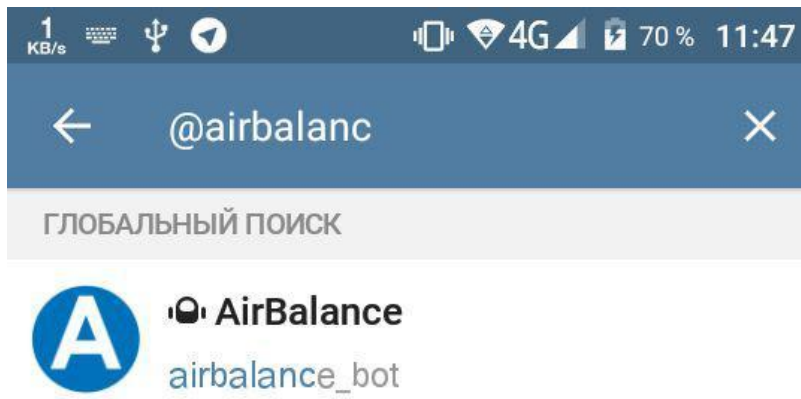 1
KB/s
4G
70 %
11:47
@airbalanc
ГЛОБАЛЬНЫЙ ПОИСК
A
AirBalance
airbalance_bot